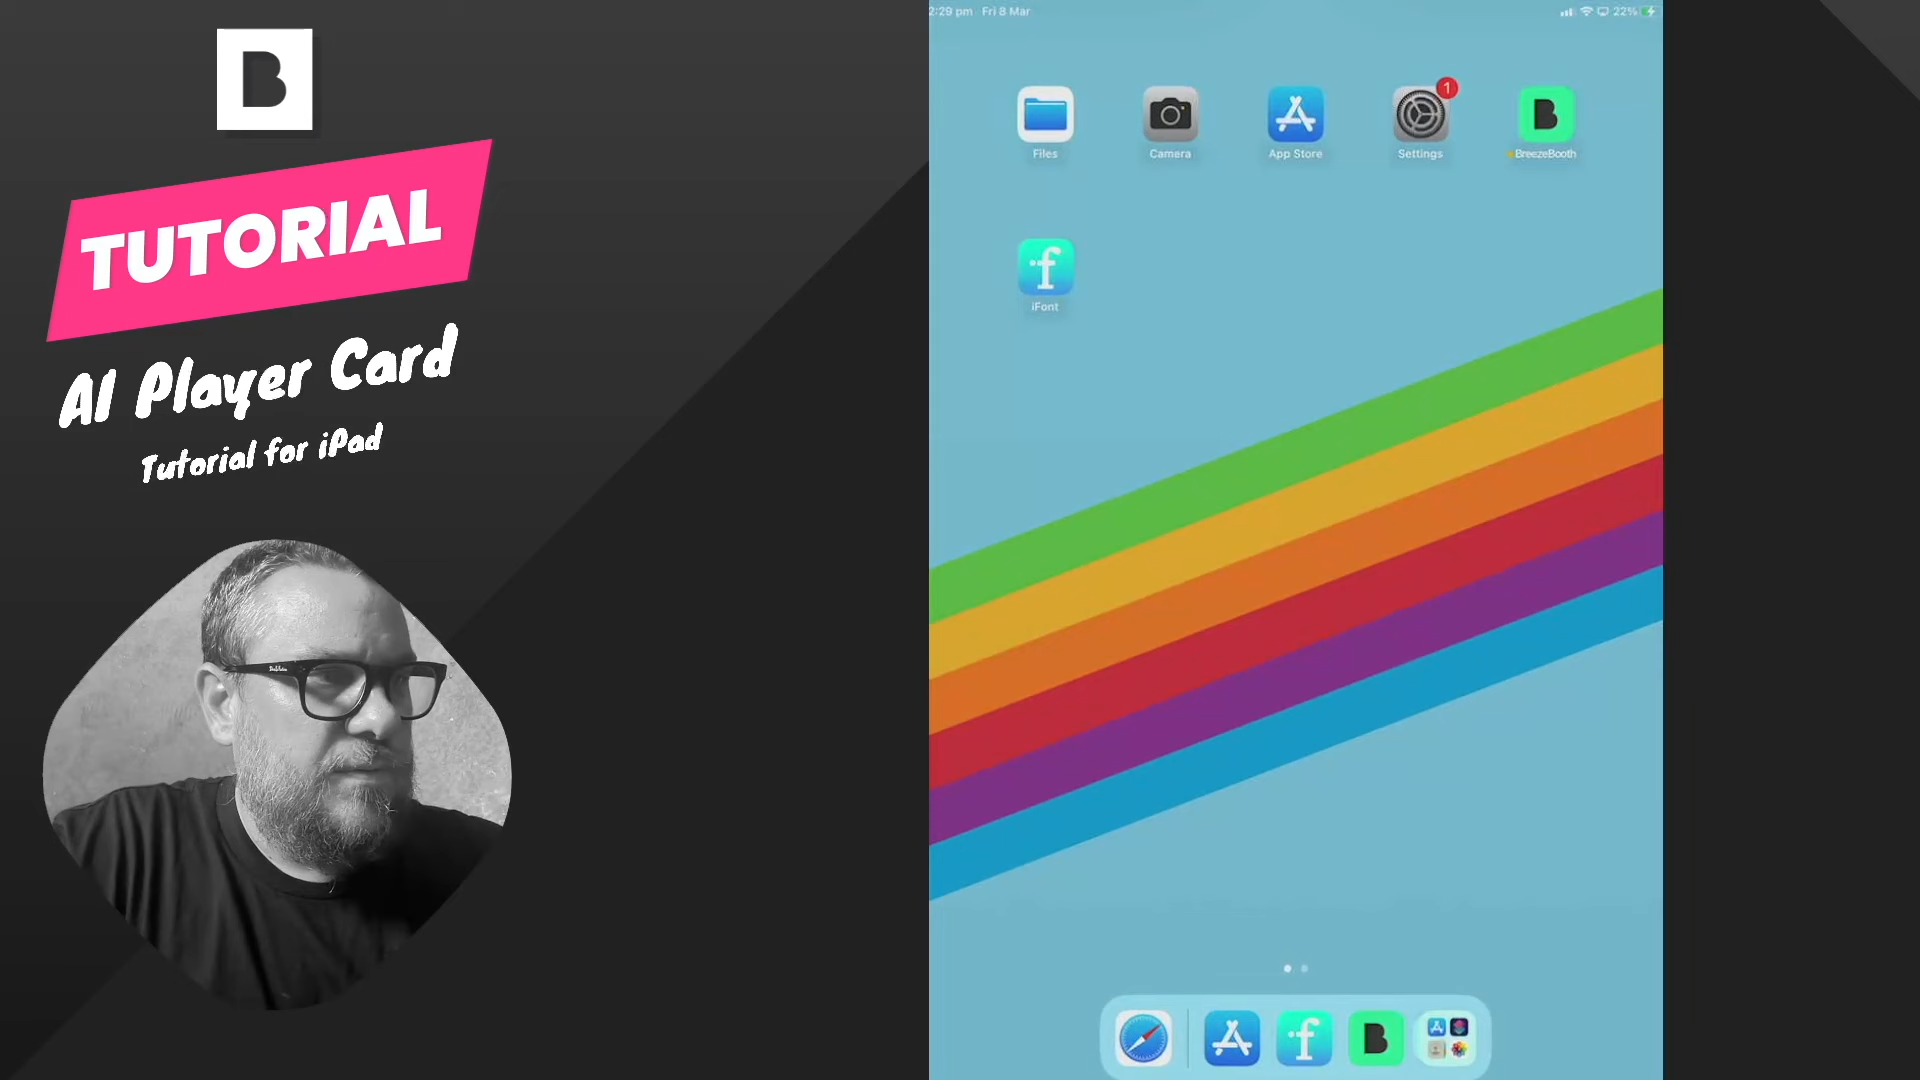 B
TUTORIAL
AI Player Card
Tutorial for iPad
2:29 pm Fri 8 Mar
22%
1
B
Files
Camera
App Store
Settings
BreezeBooth
f
iFont
f
B